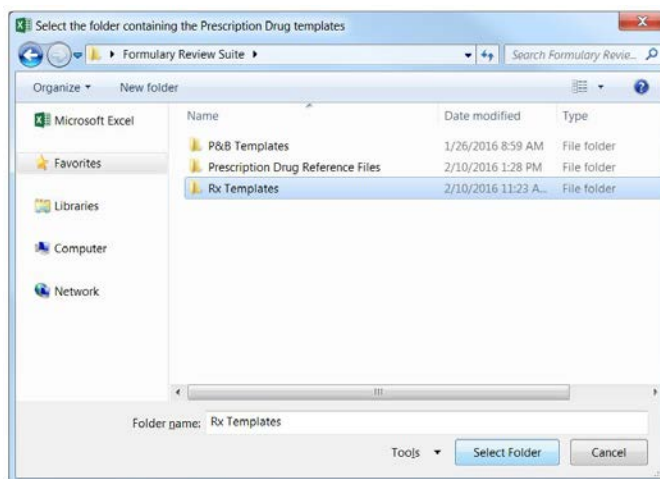 Select the folder containing the Prescription Drug templates
Formulary Review Suite
Search Formulary Revie...
Organize
New folder
Name Date modified Type
Microsoft Excel
Favorites
Libraries
Computer
Network
P&B Templates 1/26/2016 8:59 AM File folder
Prescription Drug Reference Files 2/10/2016 1:28 PM File folder
Rx Templates 2/10/2016 11:23 A... File folder
Folder name: Rx Templates
Tools Select Folder Cancel